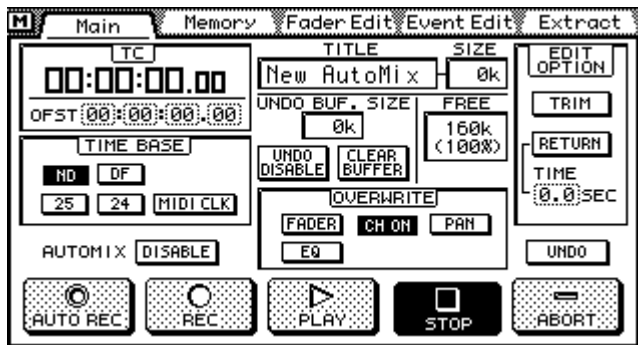 M Main Memory Fader Edit Event Edit Extract
TC
00:00:00.00
OFST 00:00:00.00
TITLE
New AutoMix
SIZE
0k
UNDO BUF. SIZE
0k
FREE
160k
(100%)
UNDO DISABLE
CLEAR BUFFER
EDIT OPTION
TRIM
RETURN
TIME
0.0 SEC
TIME BASE
ND DF
25 24 MIDI CLK
OVERWRITE
FADER CH ON PAN
EQ
AUTOMIX DISABLE
UNDO
AUTO REC REC PLAY STOP ABORT